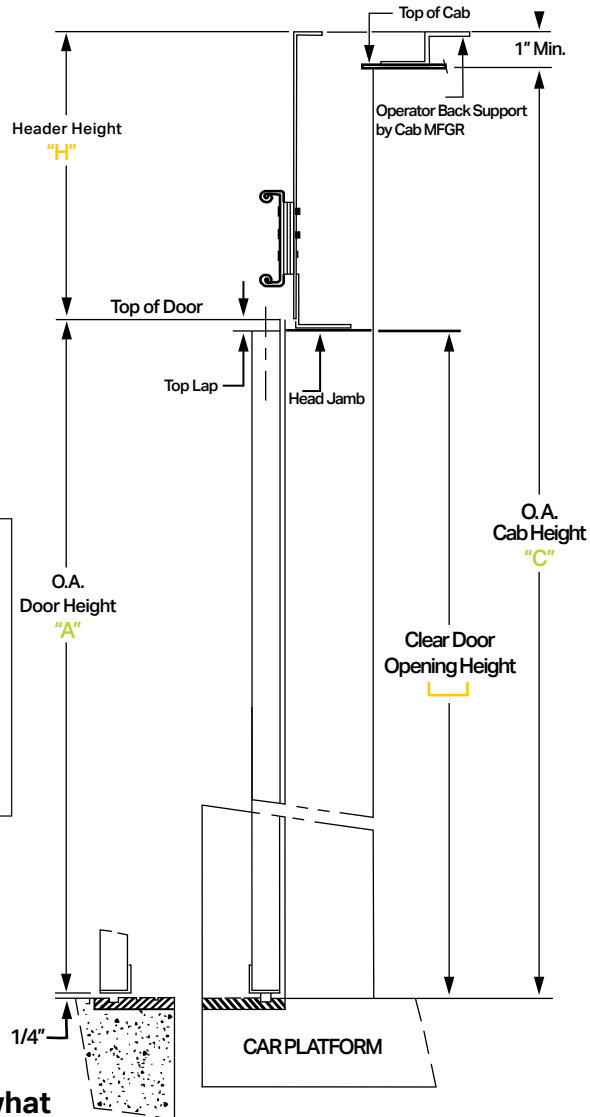 Top of Cab
1” Min.
Operator Back Support
by Cab MFGR
Header Height
“H”
Top of Door
Top Lap
Head Jamb
O.A.
Cab Height
“C”
O.A.
Door Height
“A”
Clear Door
Opening Height
1/4”
CAR PLATFORM
what